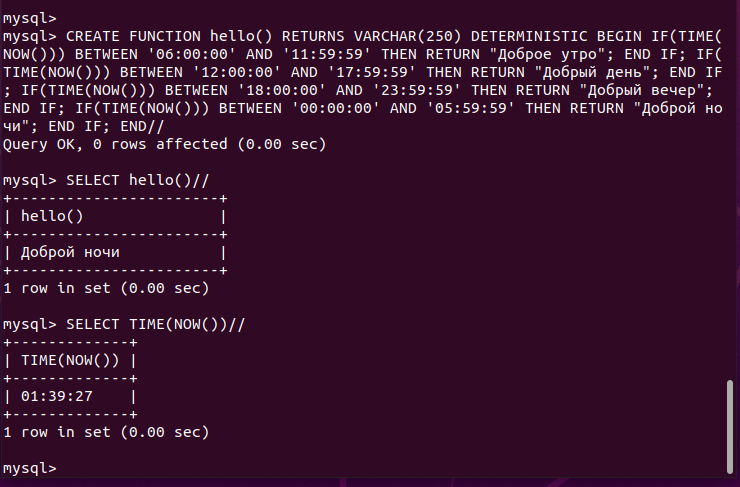 mysql>
mysql> CREATE FUNCTION hello() RETURNS VARCHAR(250) DETERMINISTIC BEGIN IF(TIME(
NOW())) BETWEEN '06:00:00' AND '11:59:59' THEN RETURN "Доброе утро"; END IF; IF(
TIME(NOW())) BETWEEN '12:00:00' AND '17:59:59' THEN RETURN "Добрый день"; END IF
; IF(TIME(NOW())) BETWEEN '18:00:00' AND '23:59:59' THEN RETURN "Добрый вечер";
END IF; IF(TIME(NOW())) BETWEEN '00:00:00' AND '05:59:59' THEN RETURN "Доброй но
чи"; END IF; END//
Query OK, 0 rows affected (0.00 sec)
mysql> SELECT hello()//
+-----------------------+
| hello()               |
+-----------------------+
| Доброй ночи           |
+-----------------------+
1 row in set (0.00 sec)
mysql> SELECT TIME(NOW())//
+-------------+
| TIME(NOW()) |
+-------------+
| 01:39:27    |
+-------------+
1 row in set (0.00 sec)
mysql>